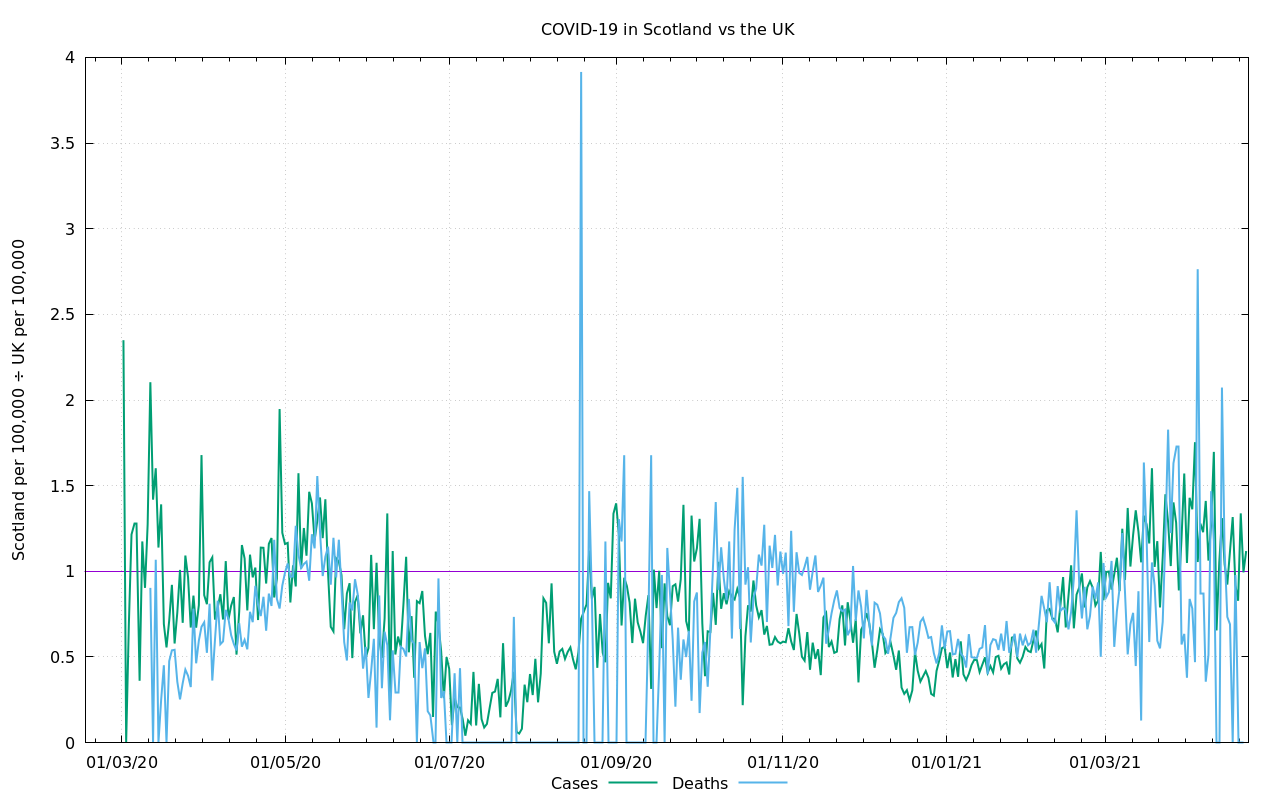 COVID-19 in Scotland vs the UK
Scotland per 100,000 ÷ UK per 100,000
4
3.5
3
2.5
2
1.5
1
0.5
0
01/03/20 01/05/20 01/07/20 01/09/20 01/11/20 01/01/21 01/03/21
Cases Deaths